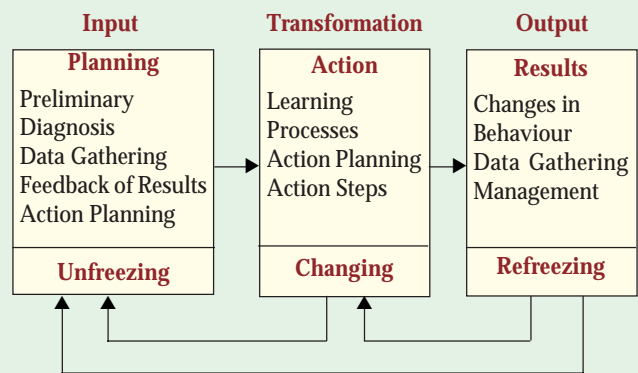 Input
Planning
Preliminary
Diagnosis
Data Gathering
Feedback of Results
Action Planning
Unfreezing
Transformation
Action
Learning
Processes
Action Planning
Action Steps
Changing
Output
Results
Changes in
Behaviour
Data Gathering
Management
Refreezing